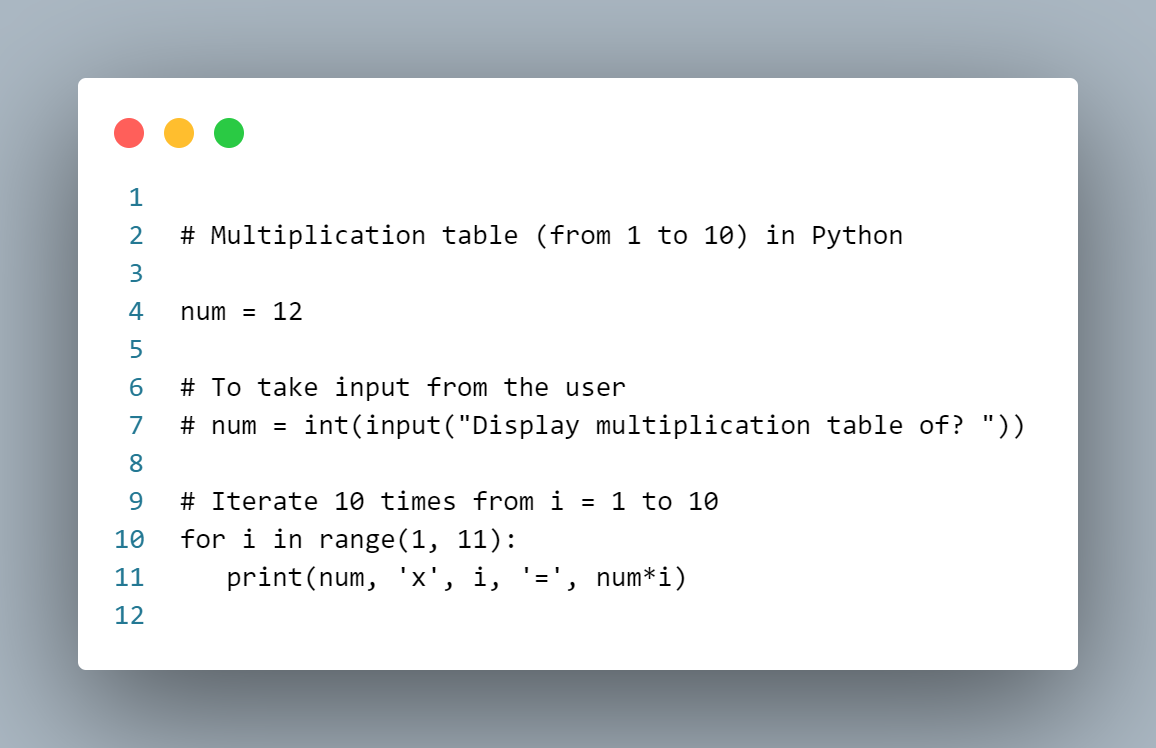 1
2 # Multiplication table (from 1 to 10) in Python
3
4 num = 12
5
6 # To take input from the user
7 # num = int(input("Display multiplication table of? "))
8
9 # Iterate 10 times from i = 1 to 10
10 for i in range(1, 11):
11    print(num, 'x', i, '=', num*i)
12